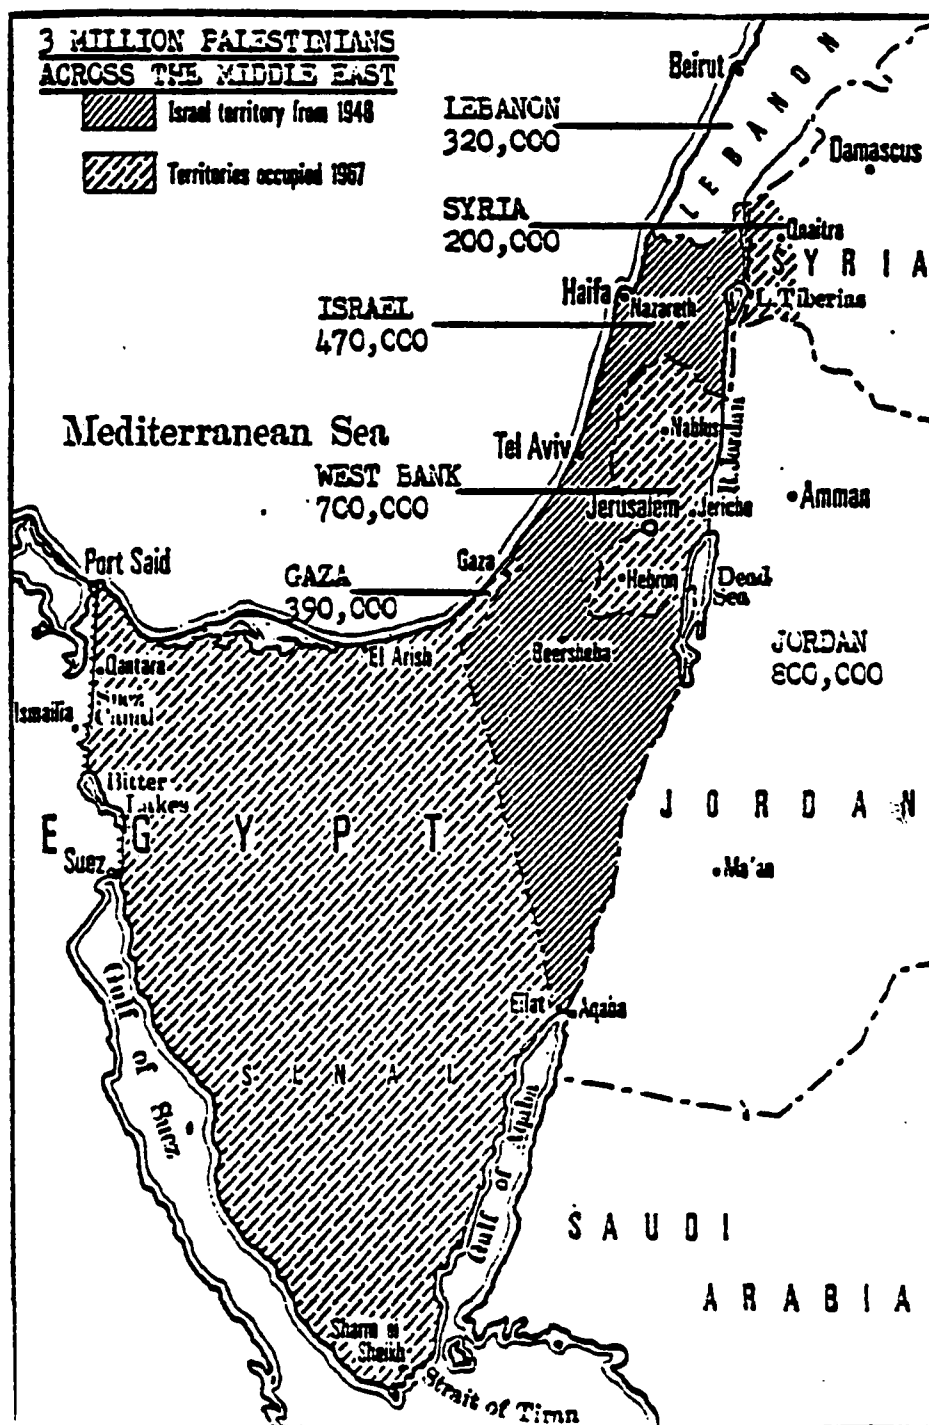 3 MILLION PALESTINIANS
ACROSS THE MIDDLE EAST
Israel territory from 1948
Territories occupied 1967
Beirut
LEBANON
320,000
LEBANON
Damascus
SYRIA
200,000
Qnaitra
SYRIA
Haifa
Nazareth
L. Tiberias
ISRAEL
470,000
Mediterranean Sea
Nablus
R. Jordan
Tel Aviv
WEST BANK
700,000
Jerusalem
Jericho
Amman
Port Said
Gaza
GAZA
390,000
Hebron
Dead
Sea
El Arish
Beersheba
JORDAN
800,000
Qantara
Suez
Canal
Ismailia
Bitter
Lakes
EGYPT
JORDAN
Suez
Ma'an
Gulf of Suez
Eilat
Aqaba
SINAI
Gulf of Aqaba
SAUDI
ARABIA
Sharm el
Sheikh
Strait of Tiran